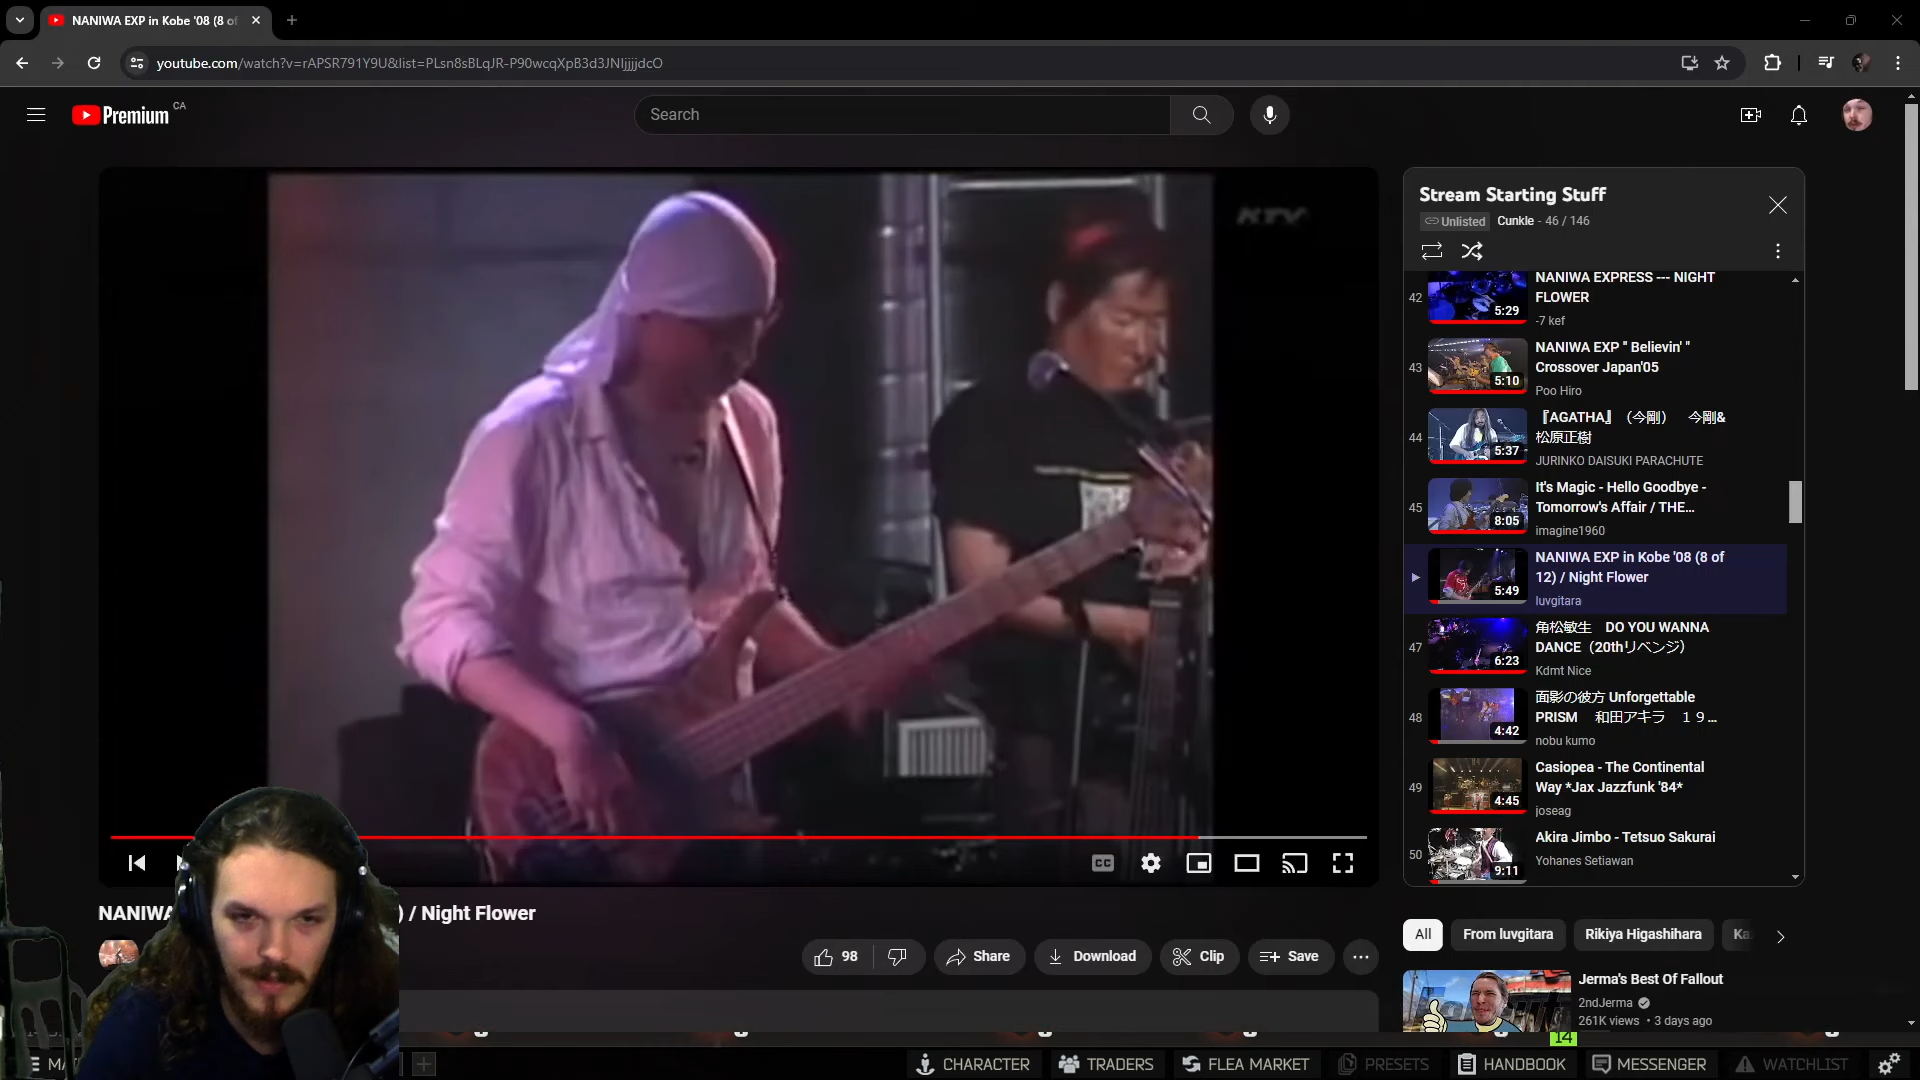 NANIWA EXP in Kobe '08 (8 of
youtube.com/watch?v=rAPSR791Y9U&list=PLsn8sBLqJR-P90wcqXpB3d3JNIjjjjdcO
Premium CA
Search
KTV
Stream Starting Stuff
Unlisted Cunkle - 46 / 146
42
NANIWA EXPRESS --- NIGHT
FLOWER
-7 kef
5:29
43
NANIWA EXP " Believin' "
Crossover Japan'05
Poo Hiro
5:10
44
『AGATHA』（今剛） 今剛&
松原正樹
JURINKO DAISUKI PARACHUTE
5:37
45
It's Magic - Hello Goodbye -
Tomorrow's Affair / THE...
imagine1960
8:05
NANIWA EXP in Kobe '08 (8 of
12) / Night Flower
luvgitara
5:49
47
角松敏生 DO YOU WANNA
DANCE（20thリベンジ）
Kdmt Nice
6:23
48
面影の彼方 Unforgettable
PRISM 和田アキラ １９...
nobu kumo
4:42
49
Casiopea - The Continental
Way *Jax Jazzfunk '84*
joseag
4:45
50
Akira Jimbo - Tetsuo Sakurai
Yohanes Setiawan
9:11
CC
NANIWA ) / Night Flower
98 Share Download Clip Save
All From luvgitara Rikiya Higashihara Ka
Jerma's Best Of Fallout
2ndJerma
261K views • 3 days ago
14
CHARACTER TRADERS FLEA MARKET PRESETS HANDBOOK MESSENGER WATCHLIST